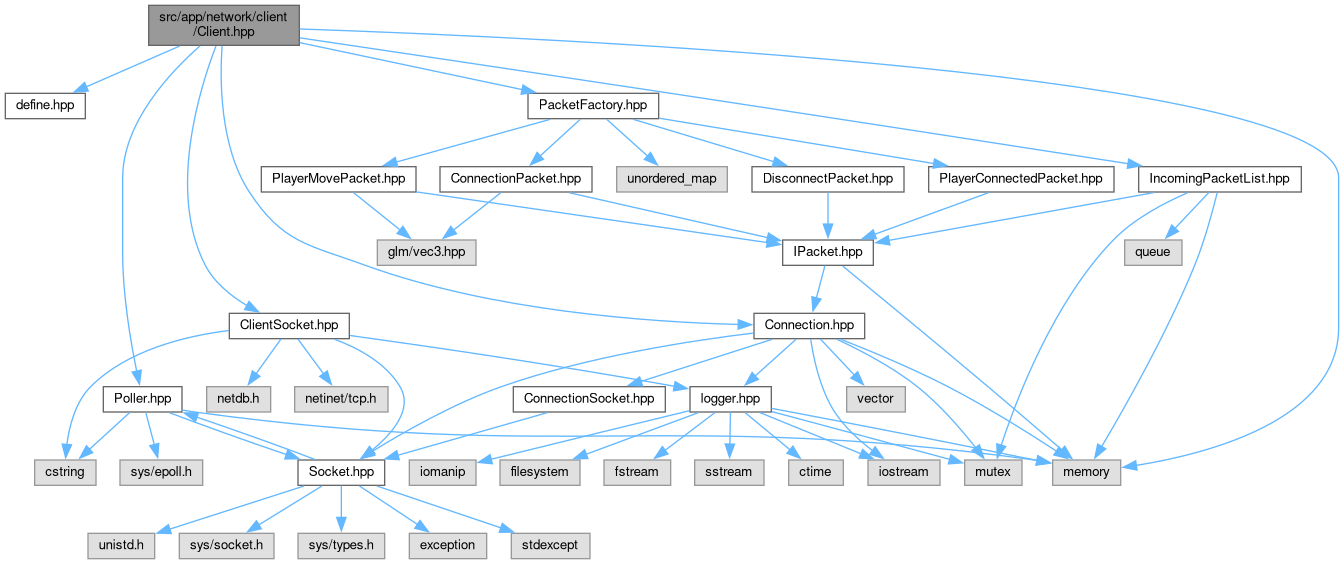 src/app/network/client
/Client.hpp
define.hpp
PacketFactory.hpp
PlayerMovePacket.hpp
ConnectionPacket.hpp
unordered_map
DisconnectPacket.hpp
PlayerConnectedPacket.hpp
IncomingPacketList.hpp
glm/vec3.hpp
IPacket.hpp
queue
ClientSocket.hpp
Connection.hpp
Poller.hpp
netdb.h
netinet/tcp.h
ConnectionSocket.hpp
logger.hpp
vector
cstring
sys/epoll.h
Socket.hpp
iomanip
filesystem
fstream
sstream
ctime
iostream
mutex
memory
unistd.h
sys/socket.h
sys/types.h
exception
stdexcept